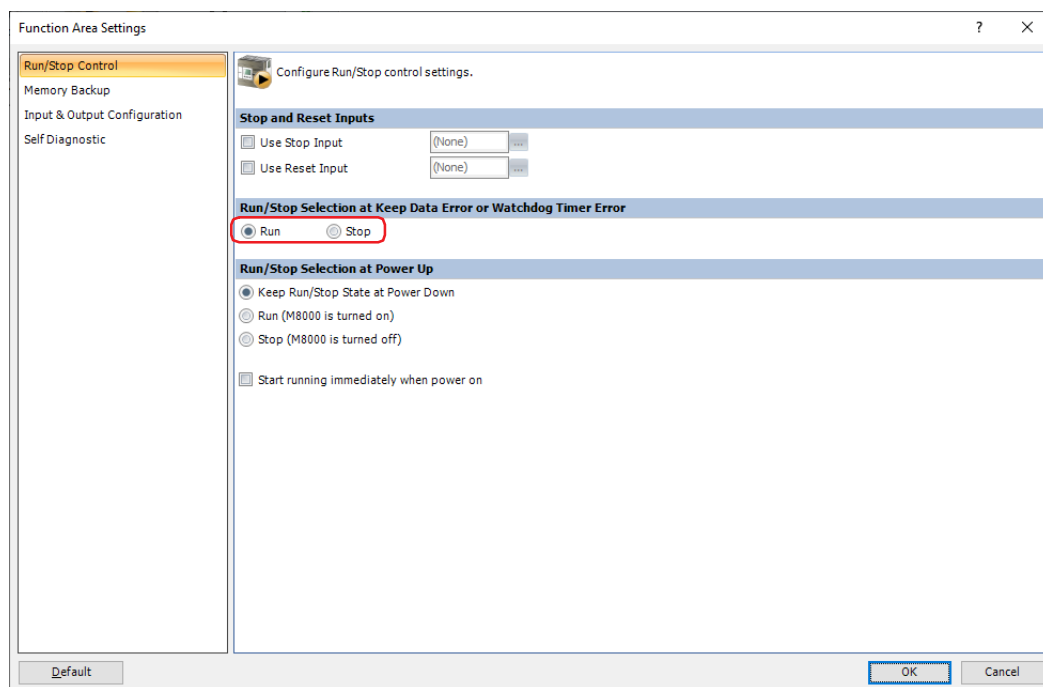 Function Area Settings
?
Run/Stop Control
Memory Backup
Input & Output Configuration
Self Diagnostic
Configure Run/Stop control settings.
Stop and Reset Inputs
Use Stop Input (None) ...
Use Reset Input (None) ...
Run/Stop Selection at Keep Data Error or Watchdog Timer Error
Run Stop
Run/Stop Selection at Power Up
Keep Run/Stop State at Power Down
Run (M8000 is turned on)
Stop (M8000 is turned off)
Start running immediately when power on
Default OK Cancel